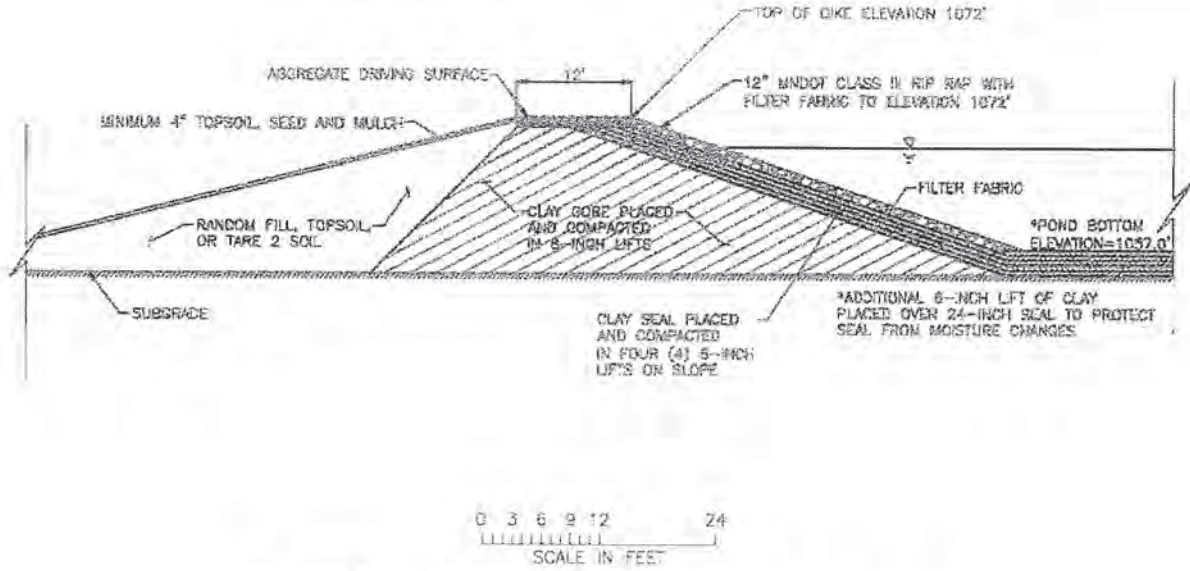 TOP OF DIKE ELEVATION 1072'
AGGREGATE DRIVING SURFACE
12'
12" MNDOT CLASS III RIP RAP WITH
FILTER FABRIC TO ELEVATION 1072'
MINIMUM 4" TOPSOIL, SEED AND MULCH
FILTER FABRIC
RANDOM FILL, TOPSOIL,
OR TARE 2 SOIL
CLAY CORE PLACED
AND COMPACTED
IN 6-INCH LIFTS
*POND BOTTOM
ELEVATION=1057.0'
SUBGRADE
*ADDITIONAL 6-INCH LIFT OF CLAY
PLACED OVER 24-INCH SEAL TO PROTECT
SEAL FROM MOISTURE CHANGES
CLAY SEAL PLACED
AND COMPACTED
IN FOUR (4) 6-INCH
LIFTS ON SLOPE
0 3 6 9 12 24
SCALE IN FEET